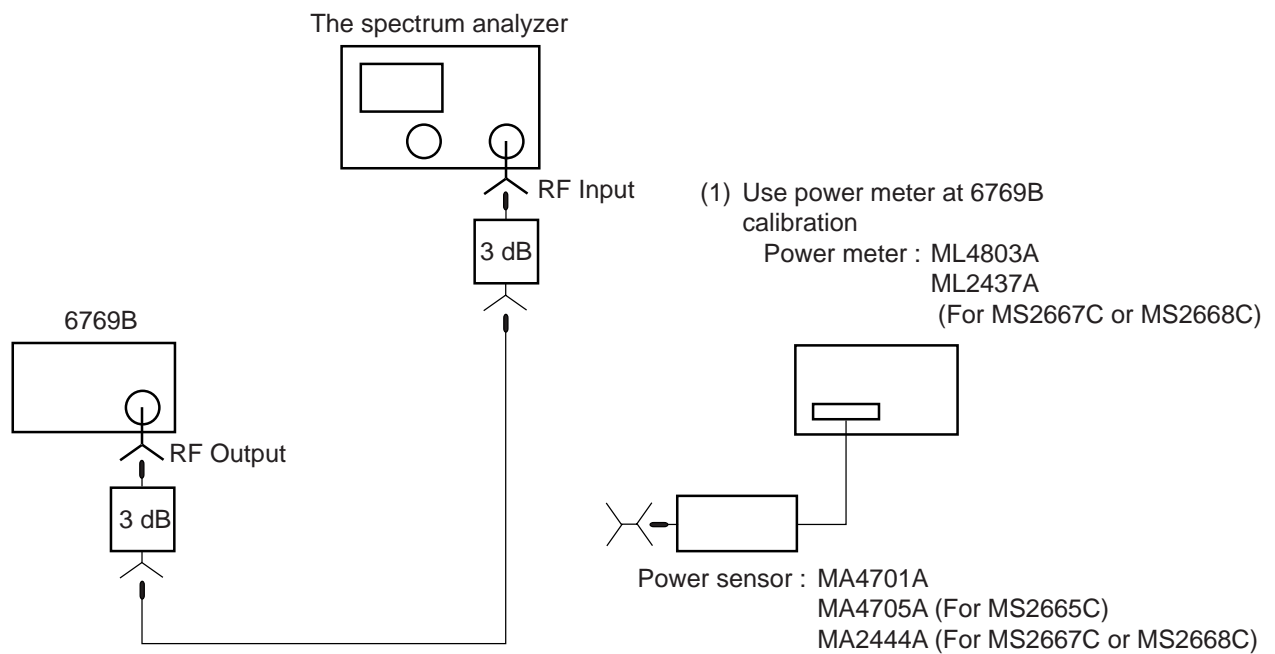 The spectrum analyzer
RF Input
3 dB
6769B
RF Output
3 dB
(1) Use power meter at 6769B
calibration
Power meter : ML4803A
ML2437A
(For MS2667C or MS2668C)
Power sensor : MA4701A
MA4705A (For MS2665C)
MA2444A (For MS2667C or MS2668C)